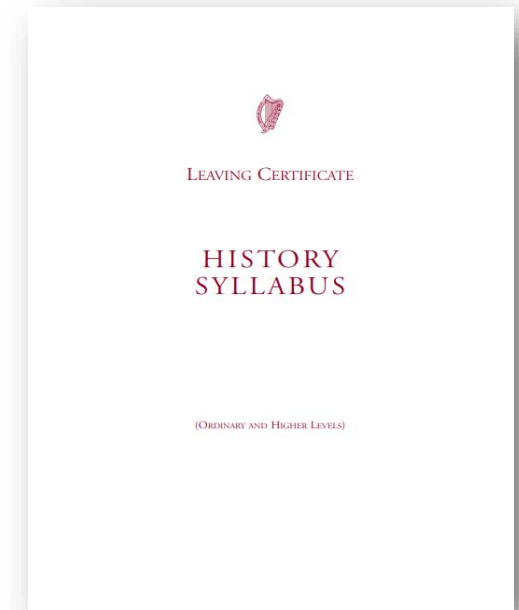 LEAVING CERTIFICATE
HISTORY
SYLLABUS
(ORDINARY AND HIGHER LEVELS)